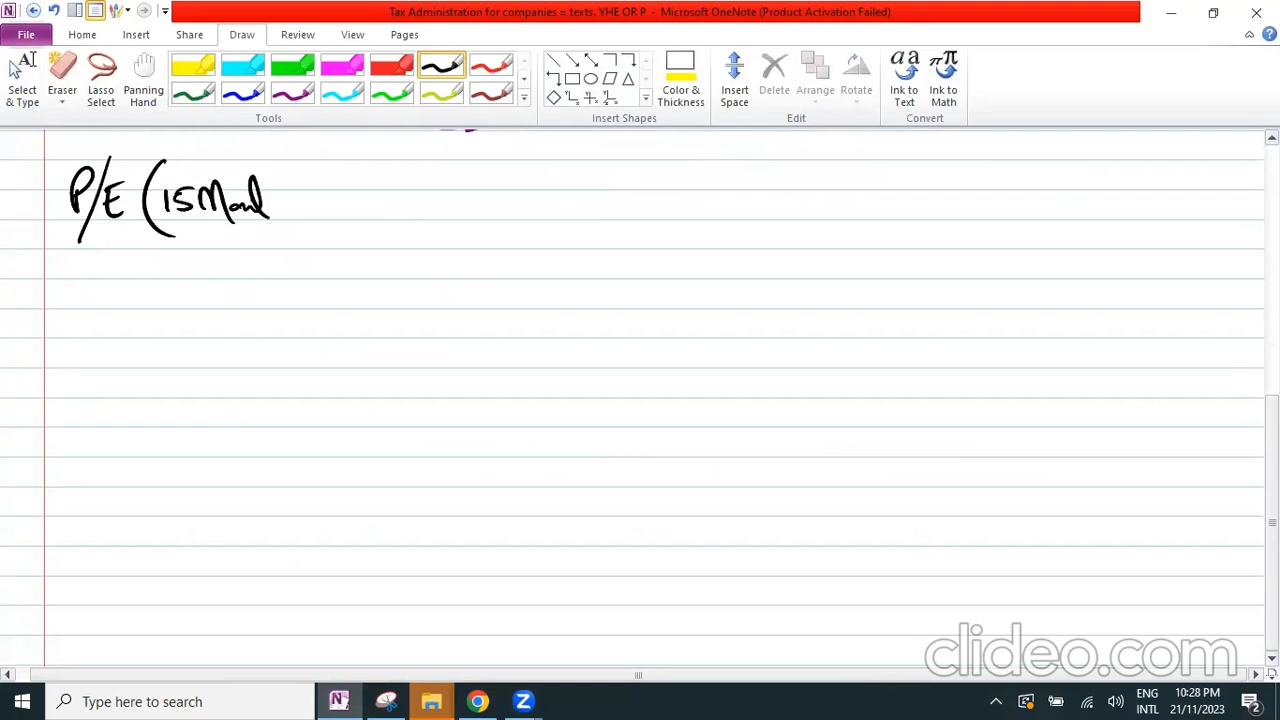 Tax Administration for companies = texts. YHE OR P - Microsoft OneNote (Product Activation Failed)
File Home Insert Share Draw Review View Pages
Select & Type
Eraser
Lasso Select
Panning Hand
Color & Thickness
Insert Space
Delete
Arrange
Rotate
Ink to Text
Ink to Math
Tools
Insert Shapes
Edit
Convert
P/E (15
clideo.com
Type here to search
ENG
INTL
10:28 PM
21/11/2023
2